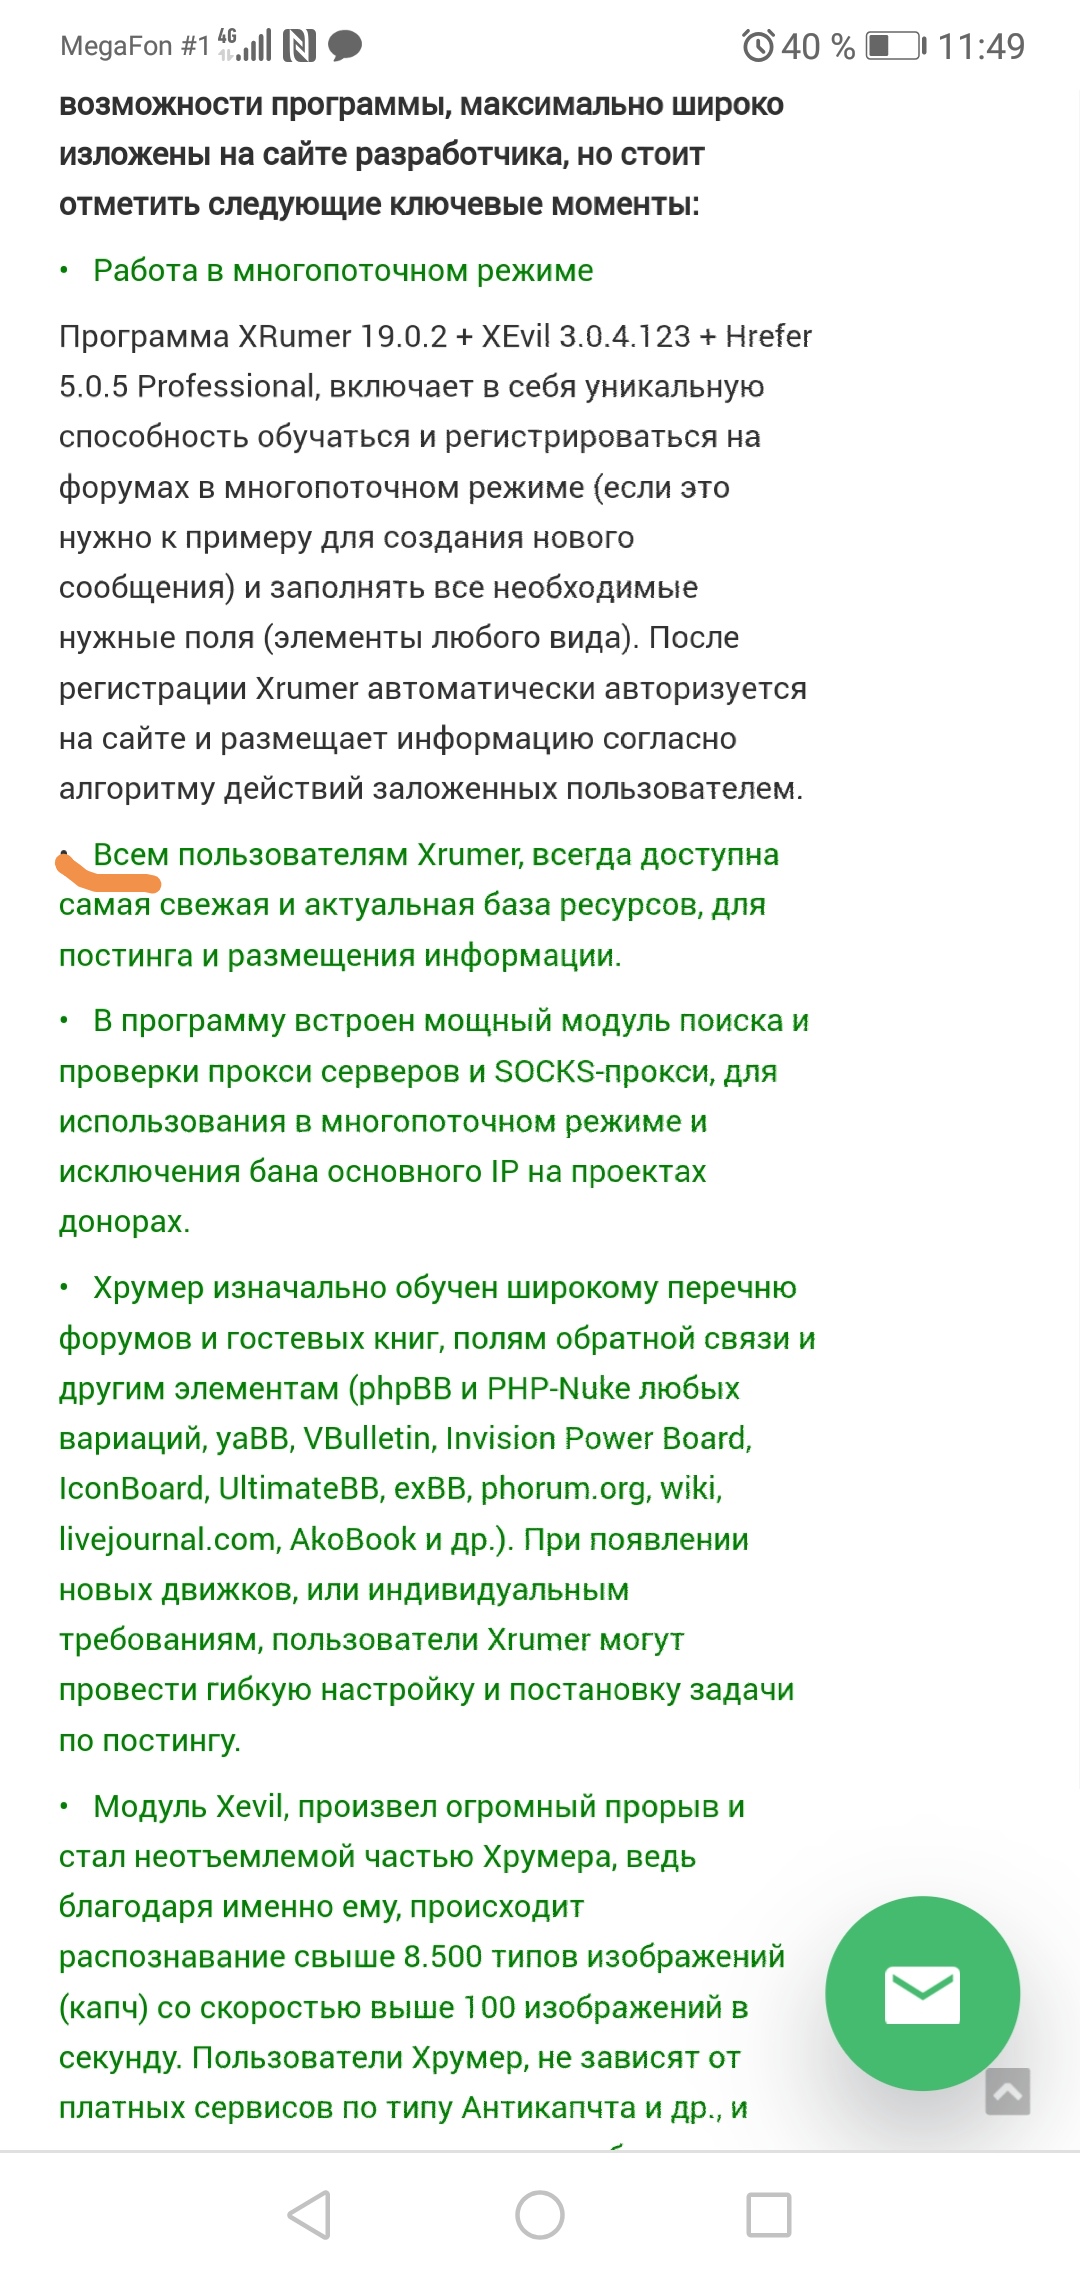 MegaFon #1 4G 40 % 11:49
возможности программы, максимально широко
изложены на сайте разработчика, но стоит
отметить следующие ключевые моменты:
• Работа в многопоточном режиме
Программа XRumer 19.0.2 + XEvil 3.0.4.123 + Hrefer
5.0.5 Professional, включает в себя уникальную
способность обучаться и регистрироваться на
форумах в многопоточном режиме (если это
нужно к примеру для создания нового
сообщения) и заполнять все необходимые
нужные поля (элементы любого вида). После
регистрации Xrumer автоматически авторизуется
на сайте и размещает информацию согласно
алгоритму действий заложенных пользователем.
• Всем пользователям Xrumer, всегда доступна
самая свежая и актуальная база ресурсов, для
постинга и размещения информации.
• В программу встроен мощный модуль поиска и
проверки прокси серверов и SOCKS-прокси, для
использования в многопоточном режиме и
исключения бана основного IP на проектах
донорах.
• Хрумер изначально обучен широкому перечню
форумов и гостевых книг, полям обратной связи и
другим элементам (phpBB и PHP-Nuke любых
вариаций, yaBB, VBulletin, Invision Power Board,
IconBoard, UltimateBB, exBB, phorum.org, wiki,
livejournal.com, AkoBook и др.). При появлении
новых движков, или индивидуальным
требованиям, пользователи Xrumer могут
провести гибкую настройку и постановку задачи
по постингу.
• Модуль Xevil, произвел огромный прорыв и
стал неотъемлемой частью Хрумера, ведь
благодаря именно ему, происходит
распознавание свыше 8.500 типов изображений
(капч) со скоростью выше 100 изображений в
секунду. Пользователи Хрумер, не зависят от
платных сервисов по типу Антикапчта и др., и